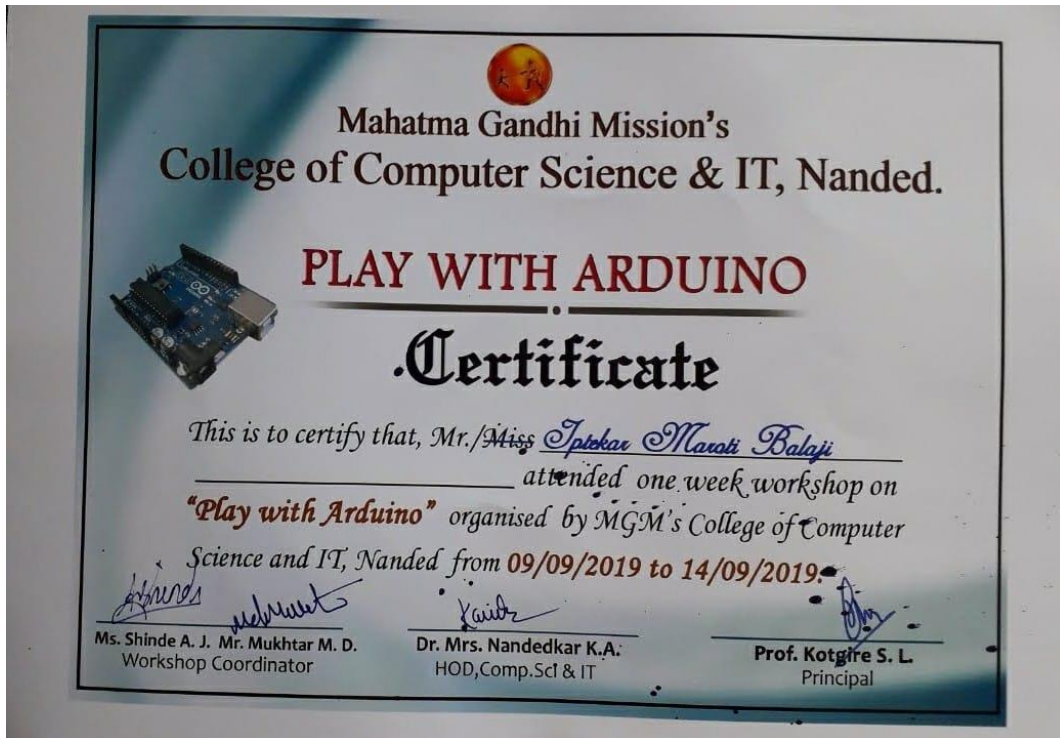 Mahatma Gandhi Mission's
College of Computer Science & IT, Nanded.
PLAY WITH ARDUINO
Certificate
This is to certify that, Mr./Miss Iptekar Maroti Balaji
attended one week workshop on
"Play with Arduino" organised by MGM's College of Computer
Science and IT, Nanded from 09/09/2019 to 14/09/2019.
Ms. Shinde A. J. Mr. Mukhtar M. D. Dr. Mrs. Nandedkar K.A. Prof. Kotgire S. L.
Workshop Coordinator HOD,Comp.Sci & IT Principal